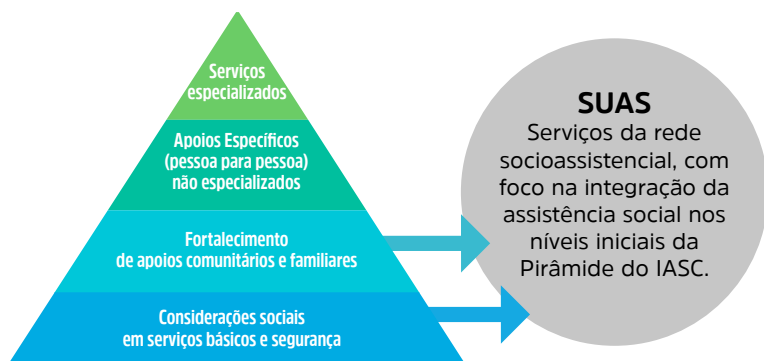 Serviços
especializados
Apoios Específicos
(pessoa para pessoa)
não especializados
Fortalecimento
de apoios comunitários e familiares
Considerações sociais
em serviços básicos e segurança
SUAS
Serviços da rede
socioassistencial, com
foco na integração da
assistência social nos
níveis iniciais da
Pirâmide do IASC.